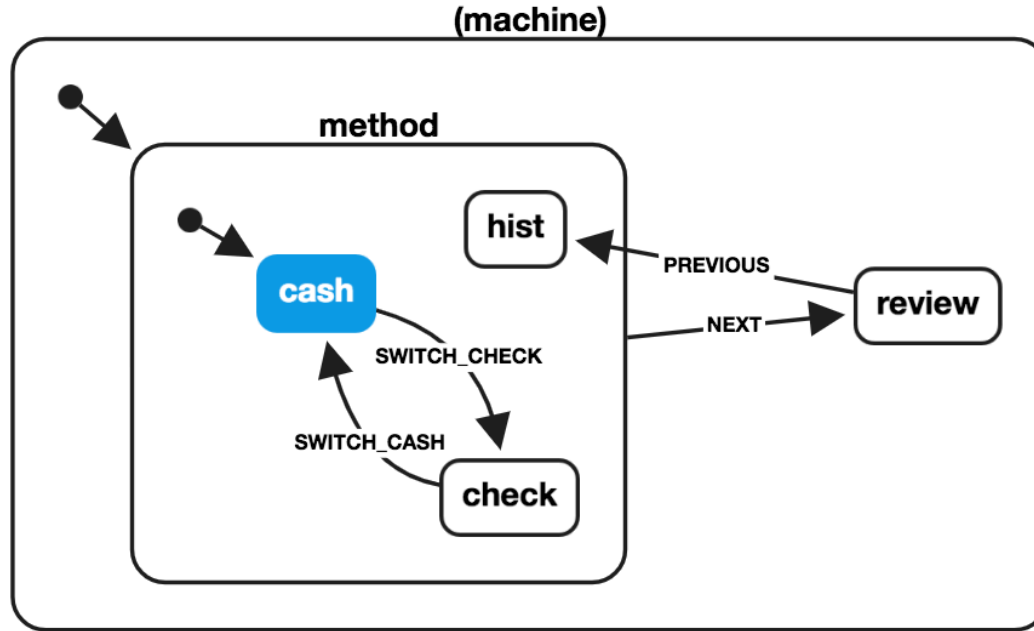 (machine)
method
hist
PREVIOUS
cash
review
NEXT
SWITCH_CHECK
SWITCH_CASH
check